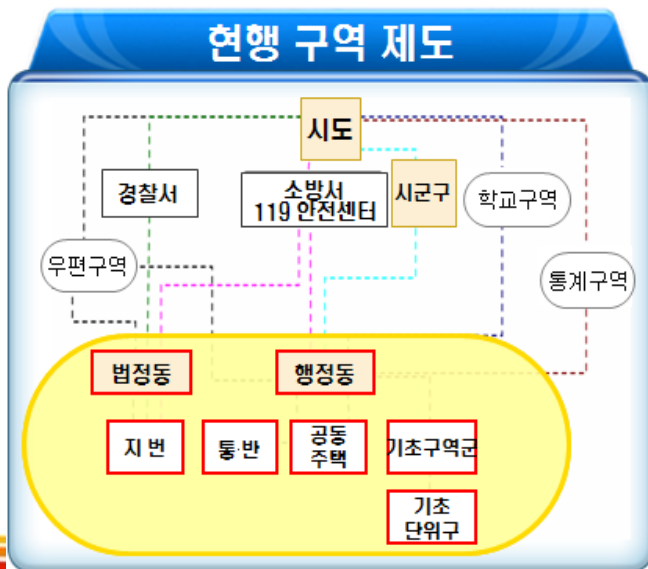 현행 구역 제도
시도
경찰서
소방서
119 안전센터
시군구
학교구역
우편구역
통계구역
법정동
행정동
지 번
통·반
공동
주택
기초구역군
기초
단위구